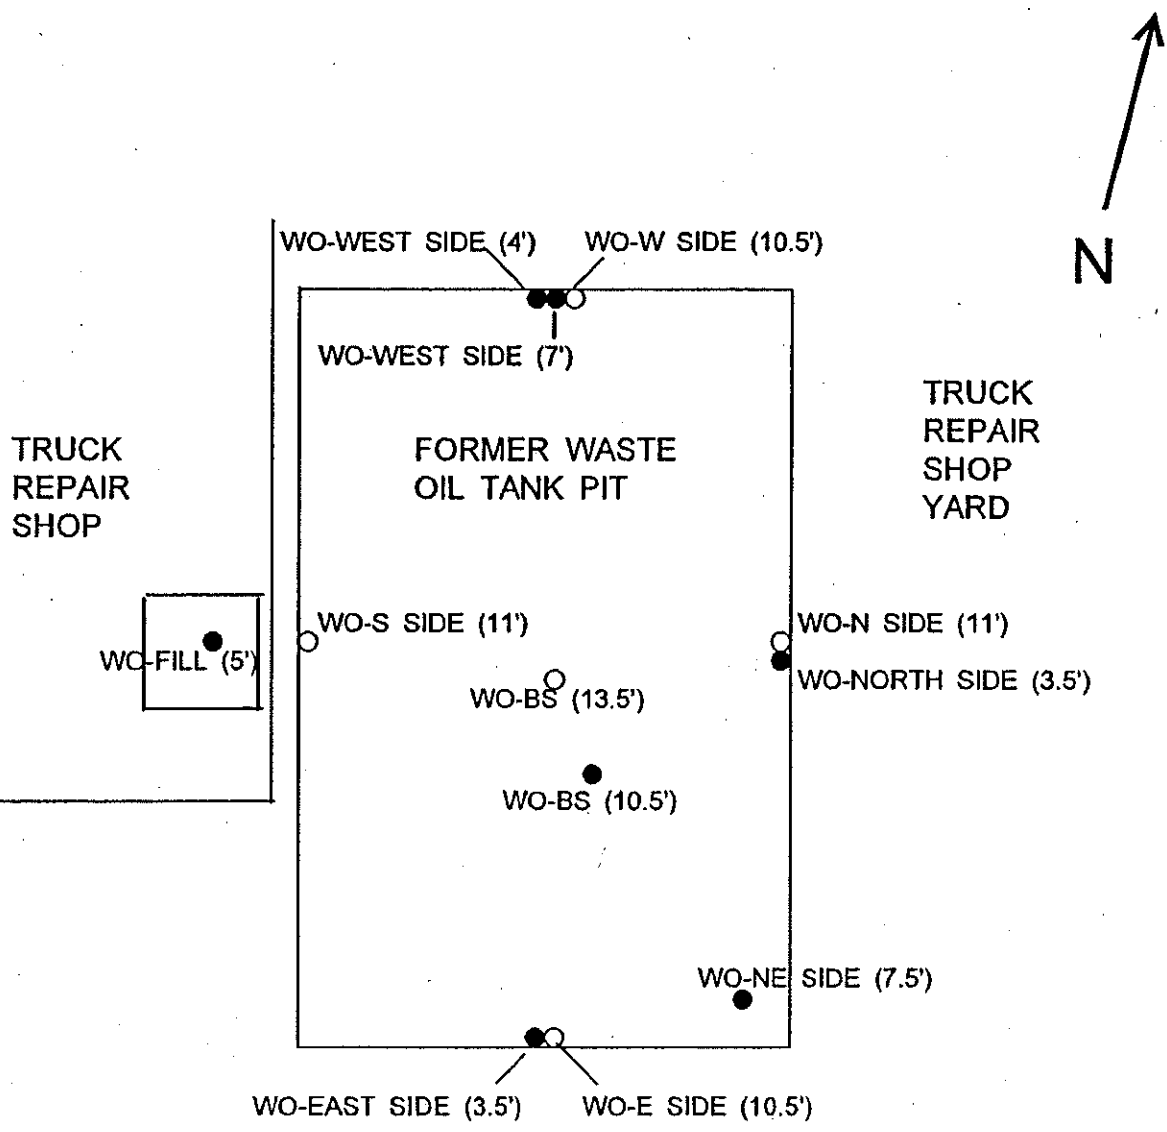 N
WO-WEST SIDE (4') WO-W SIDE (10.5')
WO-WEST SIDE (7')
TRUCK
REPAIR
SHOP
FORMER WASTE
OIL TANK PIT
TRUCK
REPAIR
SHOP
YARD
WO-S SIDE (11')
WO-N SIDE (11')
WO-FILL (5')
WO-BS (13.5')
WO-NORTH SIDE (3.5')
WO-BS (10.5')
WO-NE SIDE (7.5')
WO-EAST SIDE (3.5') WO-E SIDE (10.5')